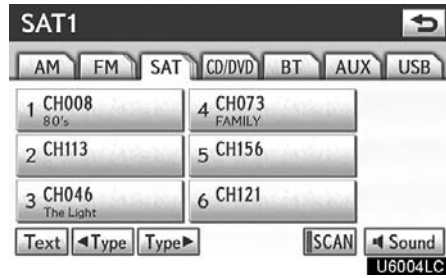 SAT1
AM FM SAT CD/DVD BT AUX USB
1 CH008
80's
4 CH073
FAMILY
2 CH113
5 CH156
3 CH046
The Light
6 CH121
Text ◄Type Type► SCAN Sound
U6004LC